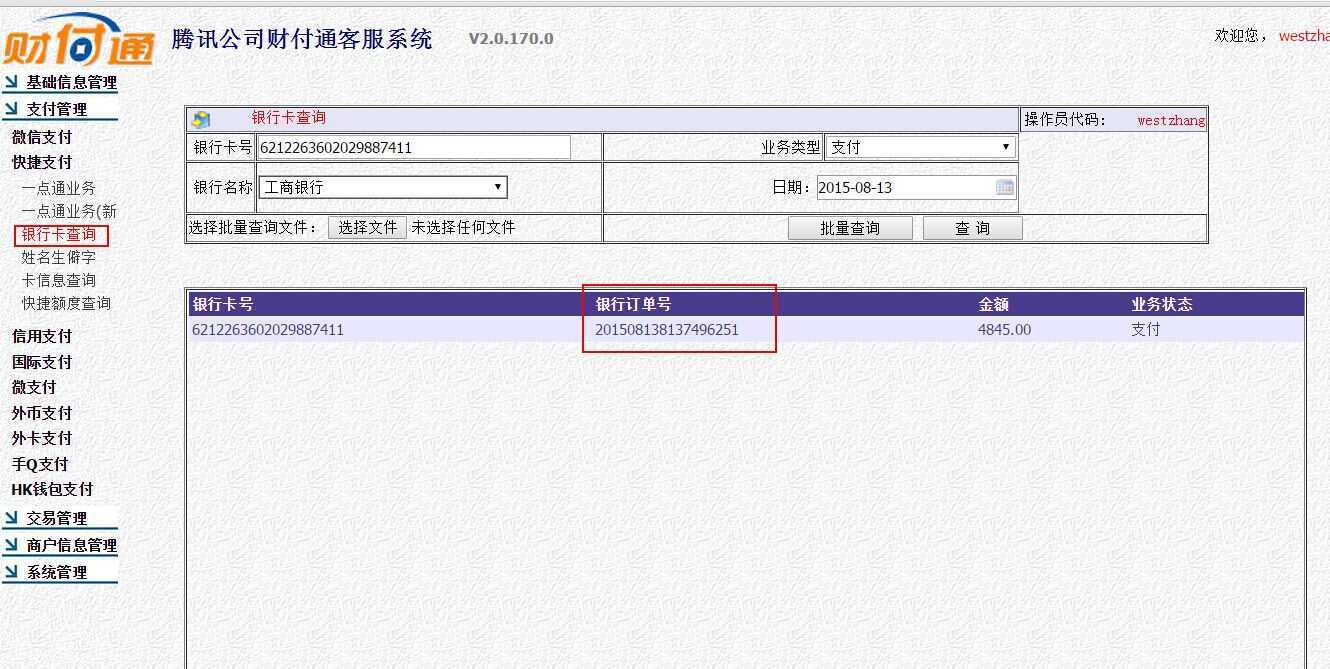 财付通 腾讯公司财付通客服系统 V2.0.170.0 欢迎您， westzha
基础信息管理
支付管理
微信支付
快捷支付
一点通业务
一点通业务(新
银行卡查询
姓名生僻字
卡信息查询
快捷额度查询
信用支付
国际支付
微支付
外币支付
外卡支付
手Q支付
HK钱包支付
交易管理
商户信息管理
系统管理
银行卡查询 操作员代码: westzhang
银行卡号 6212263602029887411 业务类型 支付
银行名称 工商银行 日期： 2015-08-13
选择批量查询文件： 选择文件 未选择任何文件 批量查询 查 询
银行卡号 银行订单号 金额 业务状态
6212263602029887411 201508138137496251 4845.00 支付